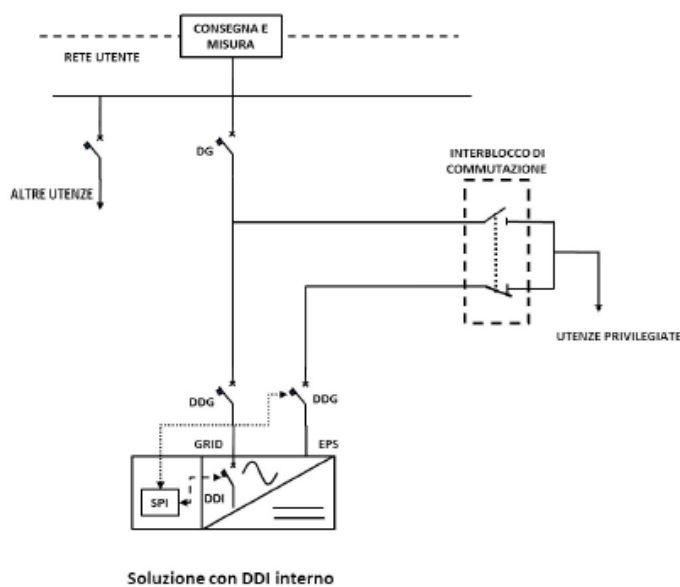 CONSEGNA E
MISURA
RETE UTENTE
DG
ALTRE UTENZE
INTERBLOCCO DI
COMMUTAZIONE
UTENZE PRIVILEGIATE
DDG
DDG
GRID
EPS
SPI
DDI
Soluzione con DDI interno